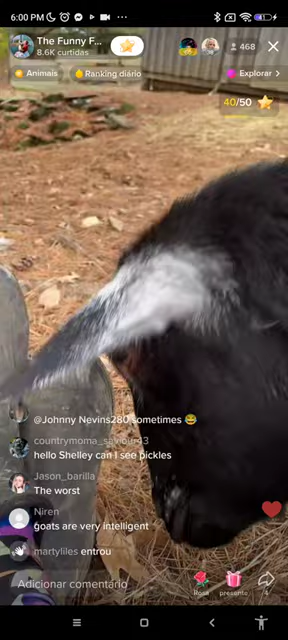 6:00 PM
The Funny F...
8.6K curtidas
468
Animais
Ranking diário
Explorar >
40/50
@Johnny Nevins280 sometimes 😂
hello Shelley can I see pickles
Jason_barilla
The worst
Niren
goats are very intelligent
martyliles entrou
Adicionar comentário
Rosa
presente
4